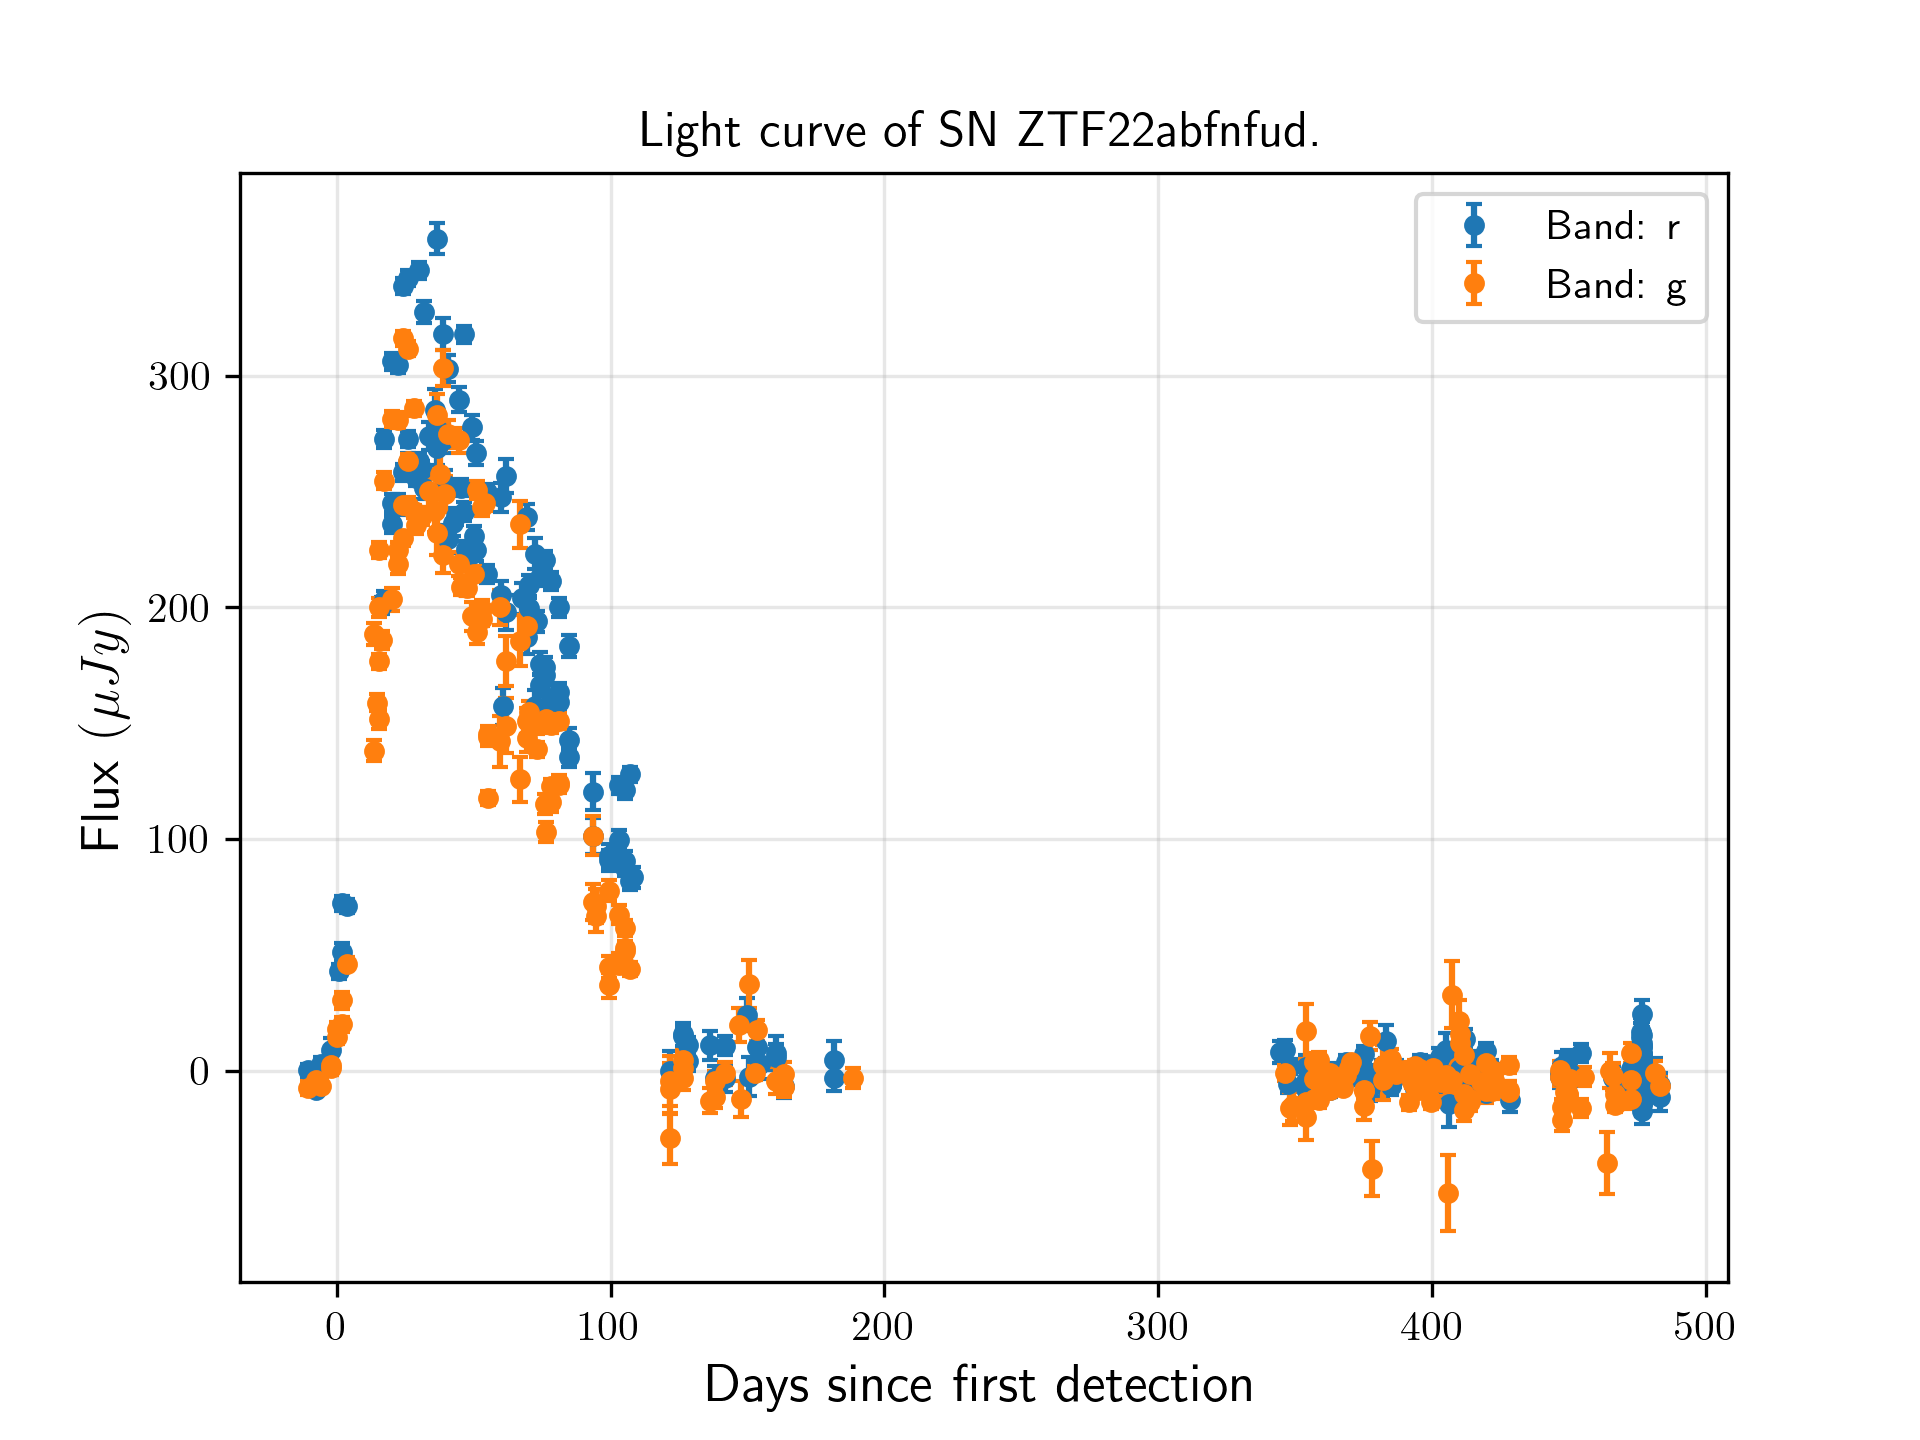 Light curve of SN ZTF22abfnfud.
Band: r
Band: g
Flux (μJy)
300
200
100
0
0
100
200
300
400
500
Days since first detection